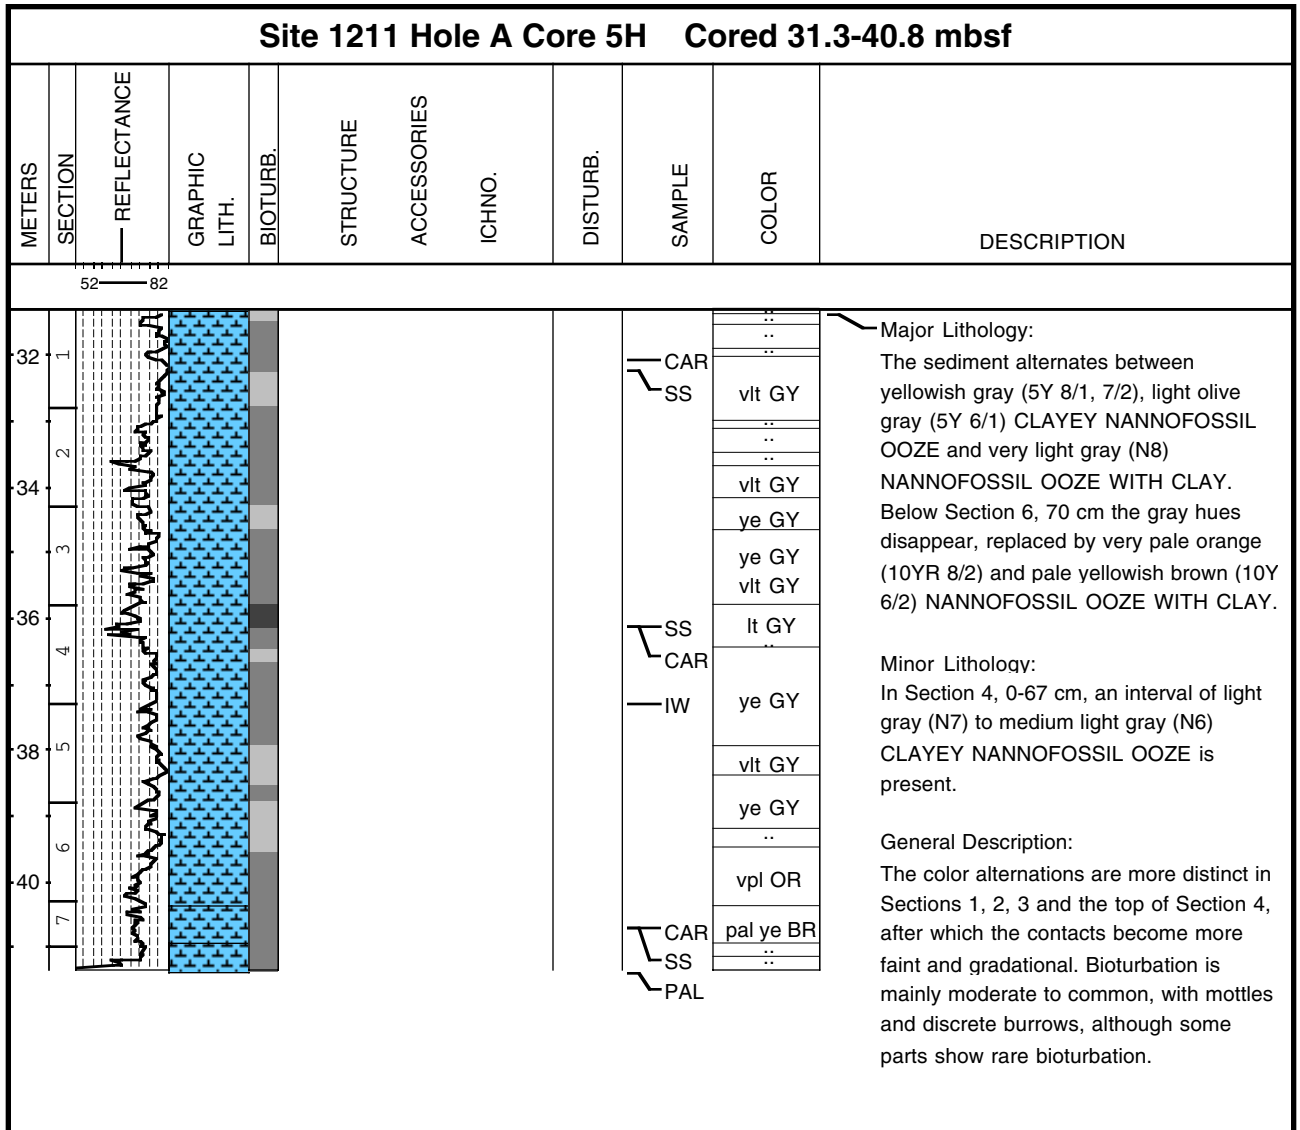 Site 1211 Hole A Core 5H Cored 31.3-40.8 mbsf
METERS
SECTION
REFLECTANCE
GRAPHIC
LITH.
BIOTURB.
STRUCTURE
ACCESSORIES
ICHNO.
DISTURB.
SAMPLE
COLOR
DESCRIPTION
52 82
32
34
36
38
40
1
2
3
4
5
6
7
CAR
SS
SS
CAR
IW
CAR
SS
PAL
..
..
..
..
vlt GY
..
..
..
vlt GY
ye GY
ye GY
vlt GY
lt GY
..
ye GY
vlt GY
ye GY
..
vpl OR
pal ye BR
..
..
Major Lithology:
The sediment alternates between
yellowish gray (5Y 8/1, 7/2), light olive
gray (5Y 6/1) CLAYEY NANNOFOSSIL
OOZE and very light gray (N8)
NANNOFOSSIL OOZE WITH CLAY.
Below Section 6, 70 cm the gray hues
disappear, replaced by very pale orange
(10YR 8/2) and pale yellowish brown (10Y
6/2) NANNOFOSSIL OOZE WITH CLAY.
Minor Lithology:
In Section 4, 0-67 cm, an interval of light
gray (N7) to medium light gray (N6)
CLAYEY NANNOFOSSIL OOZE is
present.
General Description:
The color alternations are more distinct in
Sections 1, 2, 3 and the top of Section 4,
after which the contacts become more
faint and gradational. Bioturbation is
mainly moderate to common, with mottles
and discrete burrows, although some
parts show rare bioturbation.